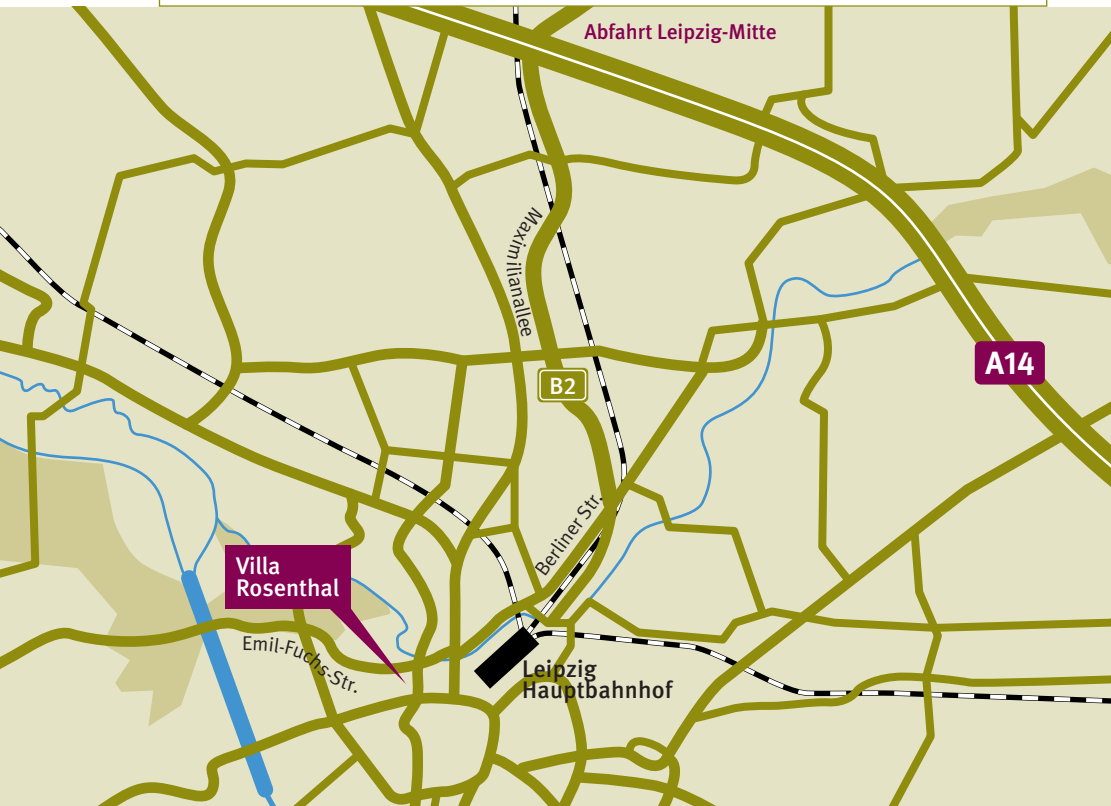 Abfahrt Leipzig-Mitte
Maximilianallee
A14
B2
Berliner Str.
Villa
Rosenthal
Emil-Fuchs-Str.
Leipzig
Hauptbahnhof